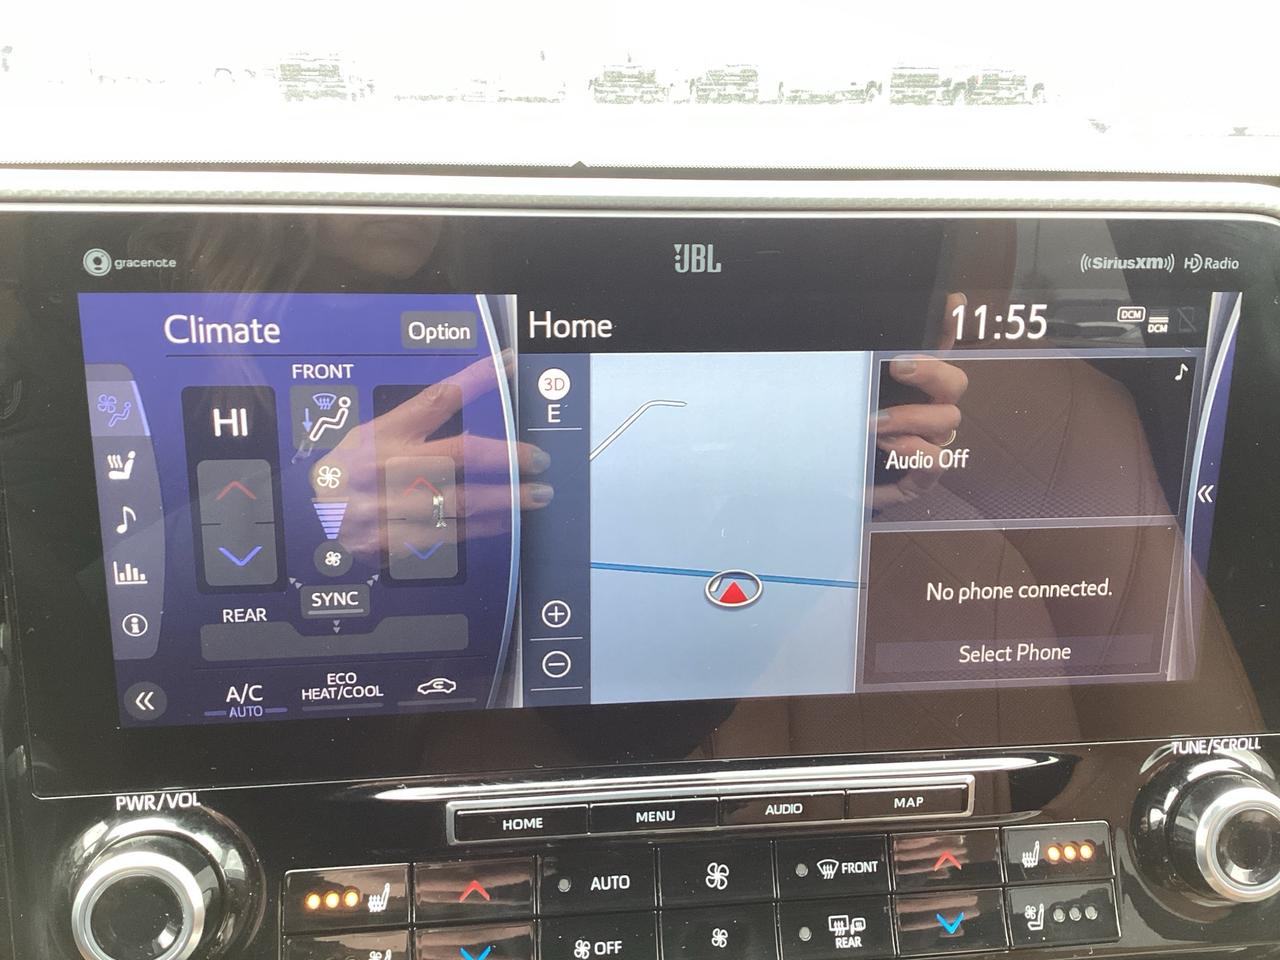 gracenote
JBL
SiriusXM HD Radio
Climate
Option
Home
11:55
DCM
DCM
FRONT
HI
3D
E
Audio Off
SYNC
REAR
No phone connected.
Select Phone
A/C
AUTO
ECO
HEAT/COOL
PWR/VOL
TUNE/SCROLL
HOME
MENU
AUDIO
MAP
AUTO
FRONT
OFF
REAR